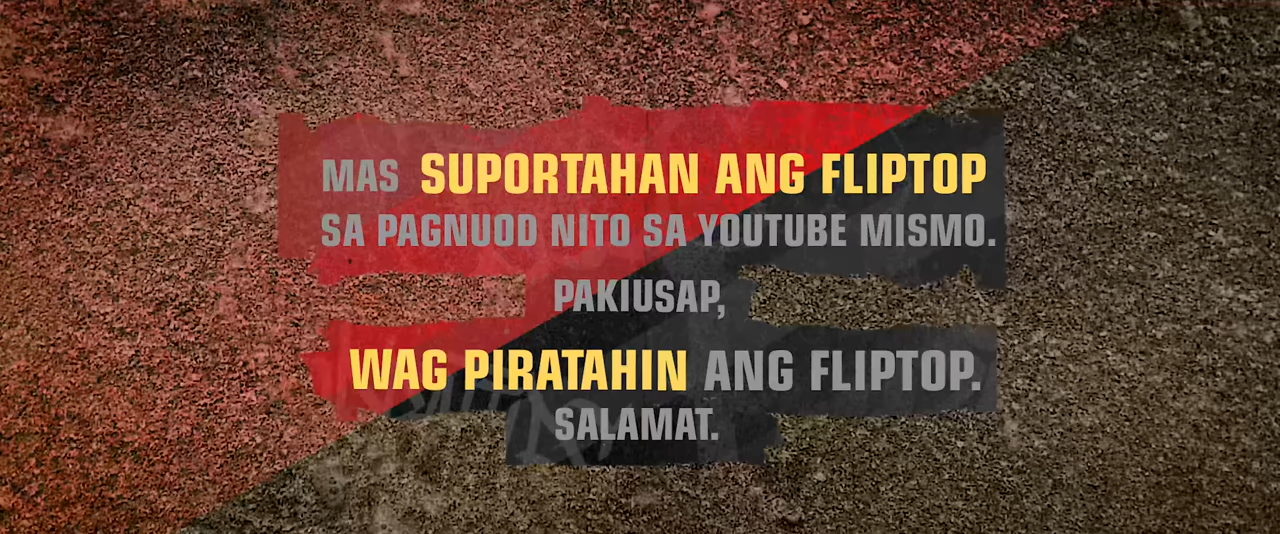 MAS SUPORTAHAN ANG FLIPTOP
SA PAGNUOD NITO SA YOUTUBE MISMO.
PAKIUSAP,
WAG PIRATAHIN ANG FLIPTOP.
SALAMAT.